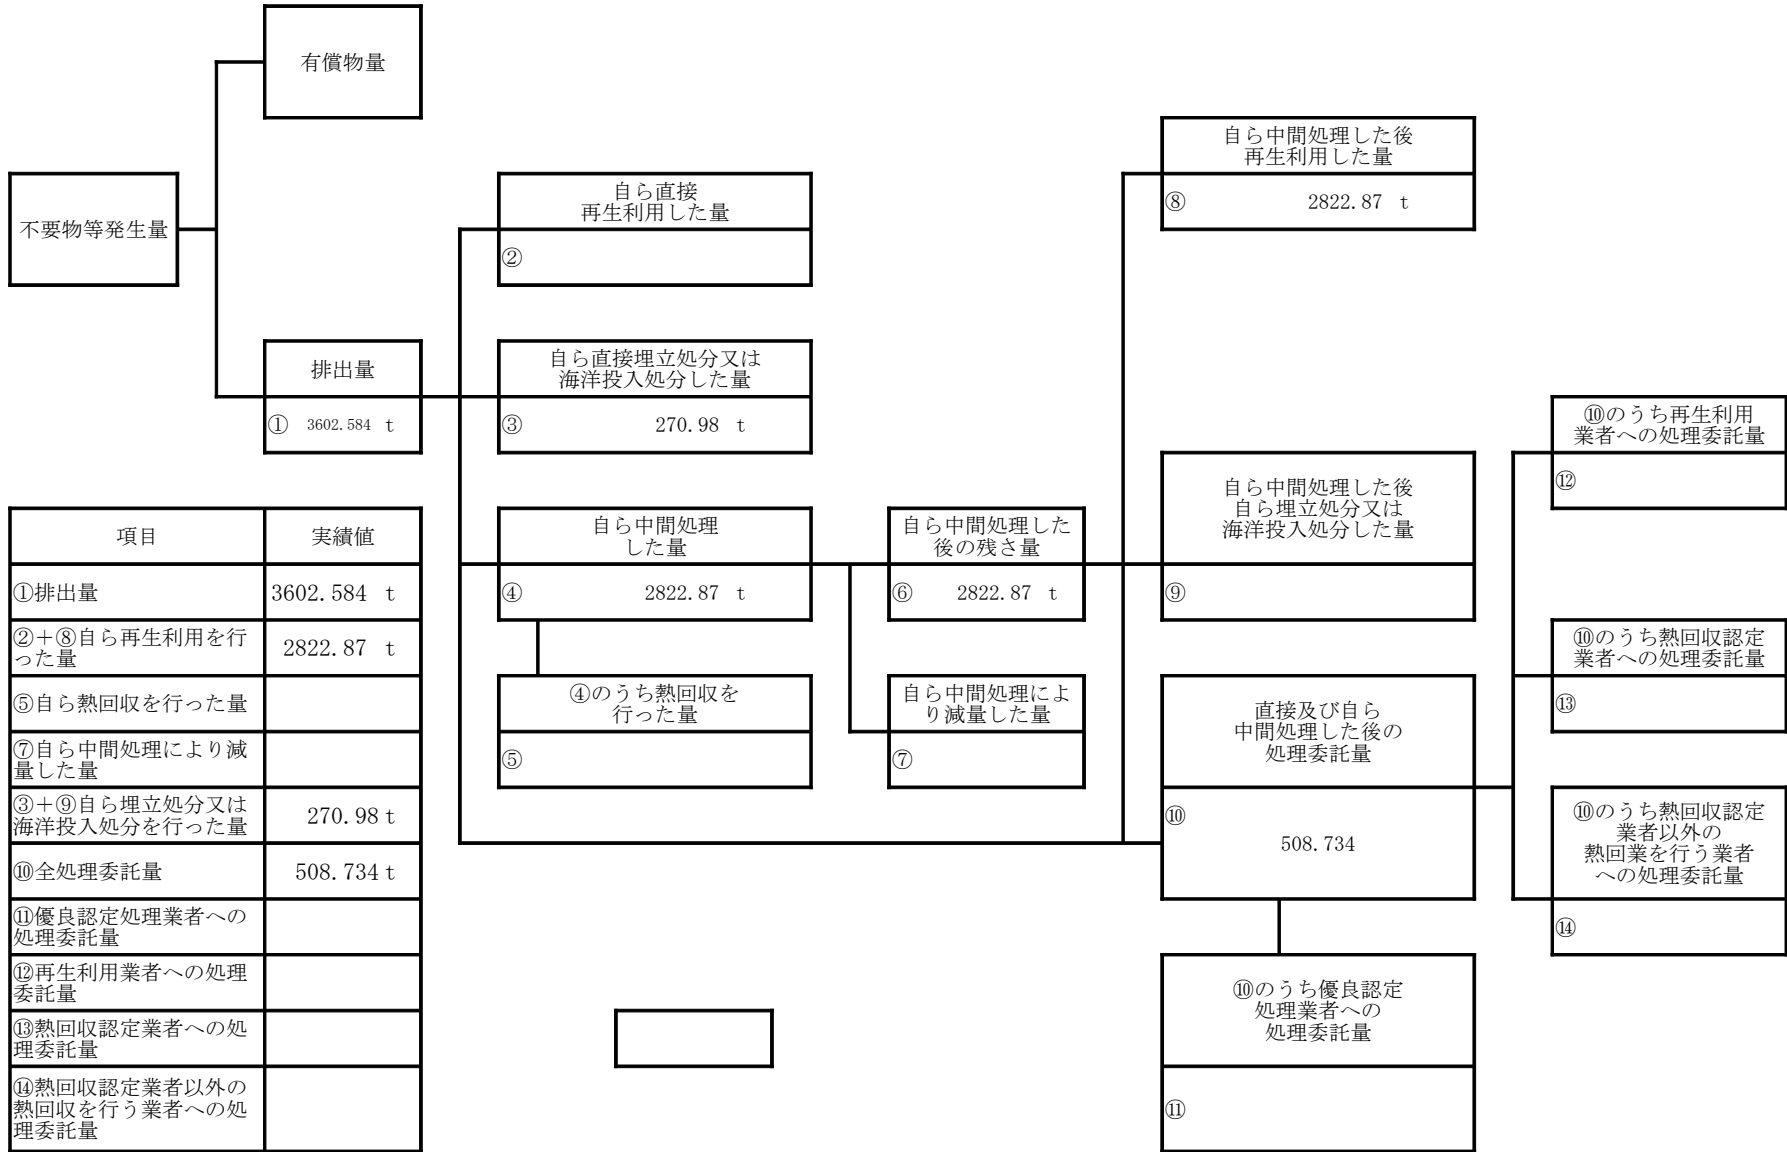 有償物量
不要物等発生量
排出量
① 3602.584 t
自ら直接
再生利用した量
②
自ら直接埋立処分又は
海洋投入処分した量
③ 270.98 t
自ら中間処理
した量
④ 2822.87 t
④のうち熱回収を
行った量
⑤
自ら中間処理した
後の残さ量
⑥ 2822.87 t
自ら中間処理によ
り減量した量
⑦
自ら中間処理した後
再生利用した量
⑧ 2822.87 t
自ら中間処理した後
自ら埋立処分又は
海洋投入処分した量
⑨
直接及び自ら
中間処理した後の
処理委託量
⑩
508.734
⑩のうち優良認定
処理業者への
処理委託量
⑪
⑩のうち再生利用
業者への処理委託量
⑫
⑩のうち熱回収認定
業者への処理委託量
⑬
⑩のうち熱回収認定
業者以外の
熱回業を行う業者
への処理委託量
⑭
項目 実績値
①排出量 3602.584 t
②+⑧自ら再生利用を行
った量 2822.87 t
⑤自ら熱回収を行った量
⑦自ら中間処理により減
量した量
③+⑨自ら埋立処分又は
海洋投入処分を行った量 270.98 t
⑩全処理委託量 508.734 t
⑪優良認定処理業者への
処理委託量
⑫再生利用業者への処理
委託量
⑬熱回収認定業者への処
理委託量
⑭熱回収認定業者以外の
熱回収を行う業者への処
理委託量